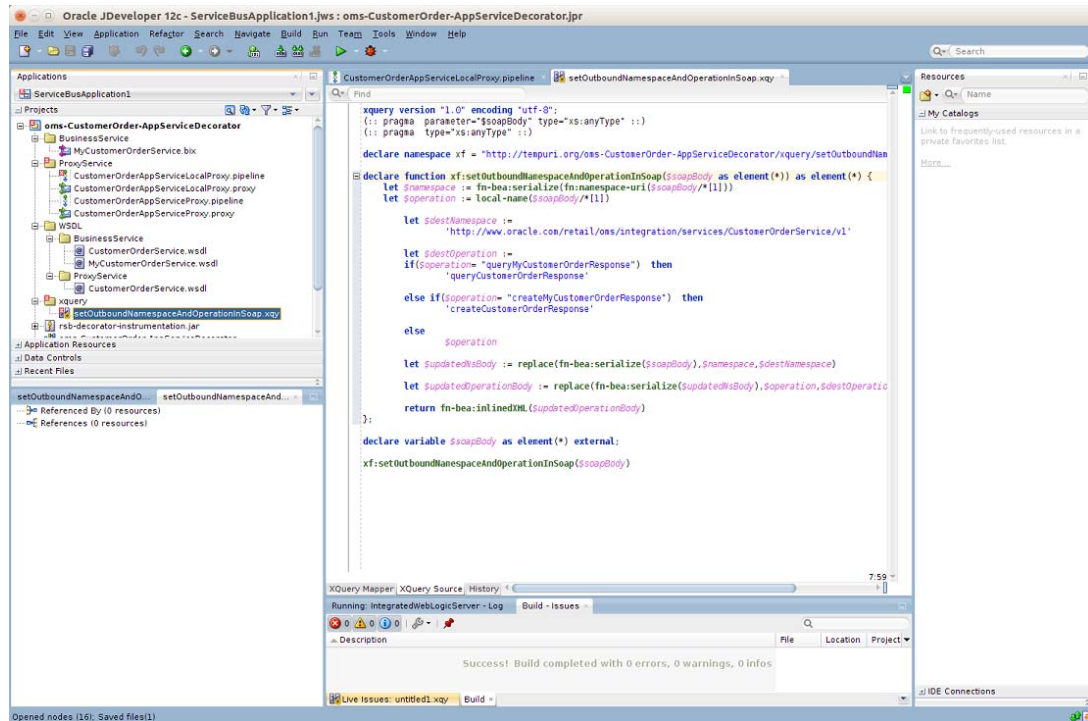 Oracle JDeveloper 12c - ServiceBusApplication1.jws : oms-CustomerOrder-AppServiceDecorator.jpr
File Edit View Application Refactor Search Navigate Build Run Team Tools Window Help
Search
Applications
ServiceBusApplication1
Projects
oms-CustomerOrder-AppServiceDecorator
BusinessService
MyCustomerOrderService.bix
ProxyService
CustomerOrderAppServiceLocalProxy.pipeline
CustomerOrderAppServiceLocalProxy.proxy
CustomerOrderAppServiceProxy.pipeline
CustomerOrderAppServiceProxy.proxy
WSDL
BusinessService
CustomerOrderService.wsdl
MyCustomerOrderService.wsdl
ProxyService
CustomerOrderService.wsdl
xquery
setOutboundNamespaceAndOperationInSoap.xqy
rsb-decorator-instrumentation.jar
Application Resources
Data Controls
Recent Files
setOutboundNamespaceAndO... setOutboundNamespaceAnd...
Referenced By (0 resources)
References (0 resources)
CustomerOrderAppServiceLocalProxy.pipeline setOutboundNamespaceAndOperationInSoap.xqy
Find
xquery version "1.0" encoding "utf-8";
(:: pragma parameter="$soapBody" type="xs:anyType" ::)
(:: pragma type="xs:anyType" ::)
declare namespace xf = "http://tempuri.org/oms-CustomerOrder-AppServiceDecorator/xquery/setOutboundNam
declare function xf:setOutboundNamespaceAndOperationInSoap($soapBody as element(*)) as element(*) {
let $namespace := fn-bea:serialize(fn:namespace-uri($soapBody/*[1]))
let $operation := local-name($soapBody/*[1])
let $destNamespace :=
'http://www.oracle.com/retail/oms/integration/services/CustomerOrderService/v1'
let $destOperation :=
if($operation= "queryMyCustomerOrderResponse") then
'queryCustomerOrderResponse'
else if($operation= "createMyCustomerOrderResponse") then
'createCustomerOrderResponse'
else
$operation
let $updatedNsBody := replace(fn-bea:serialize($soapBody),$namespace,$destNamespace)
let $updatedOperationBody := replace(fn-bea:serialize($updatedNsBody),$operation,$destOperatio
return fn-bea:inlinedXML($updatedOperationBody)
};
declare variable $soapBody as element(*) external;
xf:setOutboundNamespaceAndOperationInSoap($soapBody)
7:59
XQuery Mapper XQuery Source History
Running: IntegratedWebLogicServer - Log Build - Issues
0 0 0
Description File Location Project
Success! Build completed with 0 errors, 0 warnings, 0 infos
Live Issues: untitled1.xqy Build
Resources
Name
My Catalogs
Link to frequently-used resources in a
private favorites list.
More...
IDE Connections
Opened nodes (16); Saved files(1)